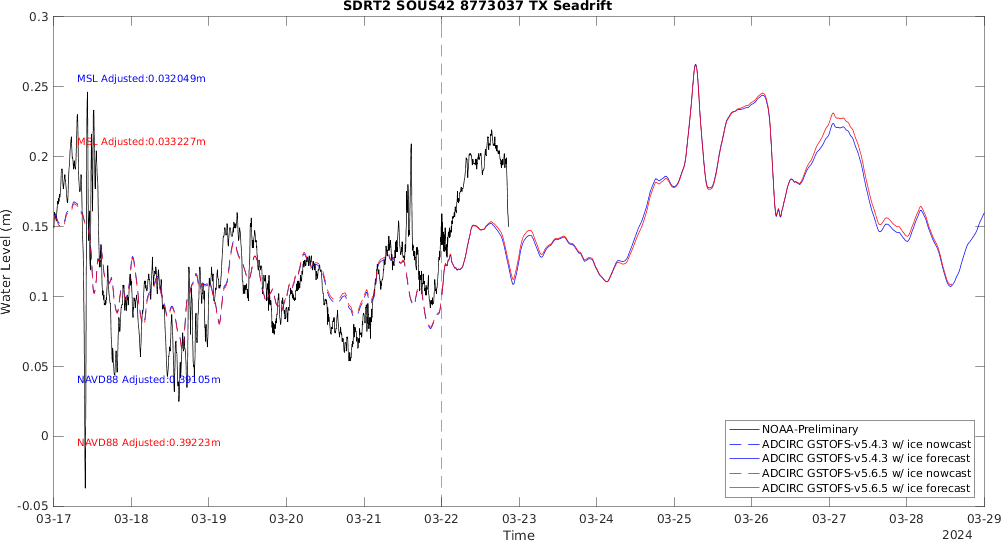 SDRT2 SOUS42 8773037 TX Seadrift
Water Level (m)
0.3
0.25
0.2
0.15
0.1
0.05
0
-0.05
MSL Adjusted:0.032049m
MSL Adjusted:0.033227m
NAVD88 Adjusted:0.39105m
NAVD88 Adjusted:0.39223m
NOAA-Preliminary
ADCIRC GSTOFS-v5.4.3 w/ ice nowcast
ADCIRC GSTOFS-v5.4.3 w/ ice forecast
ADCIRC GSTOFS-v5.6.5 w/ ice nowcast
ADCIRC GSTOFS-v5.6.5 w/ ice forecast
03-17 03-18 03-19 03-20 03-21 03-22 03-23 03-24 03-25 03-26 03-27 03-28 03-29
Time
2024